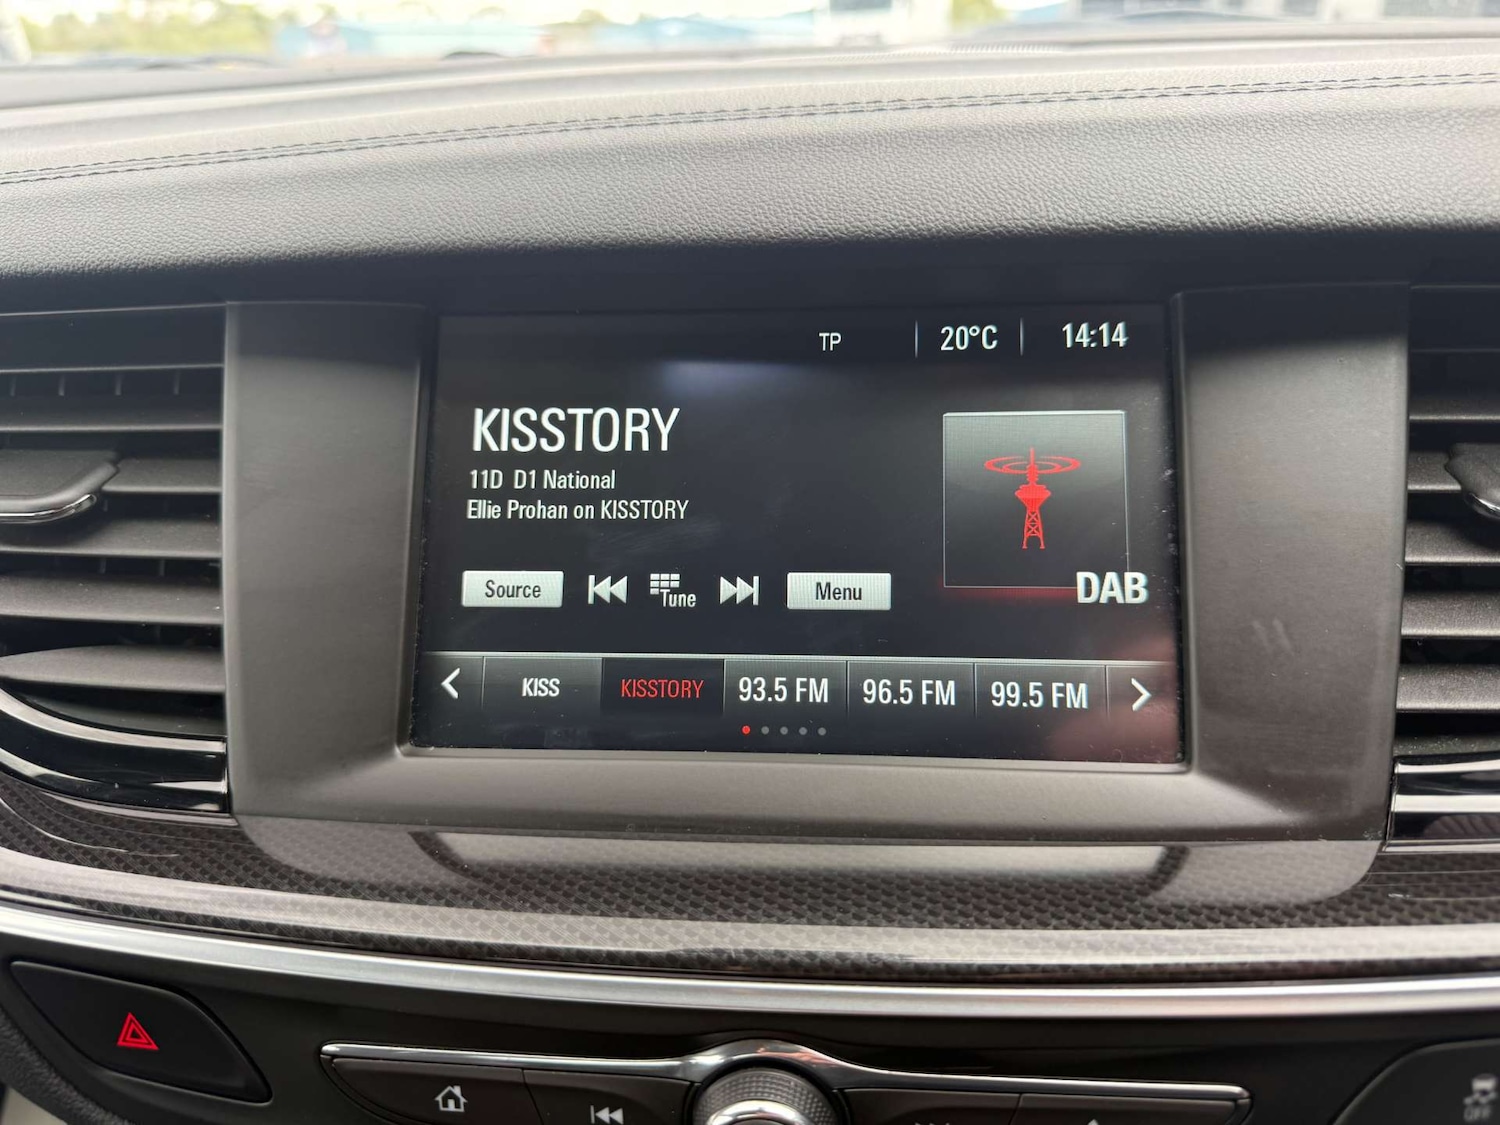 TP 20°C 14:14
KISSTORY
11D D1 National
Ellie Prohan on KISSTORY
Source Tune Menu
DAB
KISS KISSTORY 93.5 FM 96.5 FM 99.5 FM
OFF